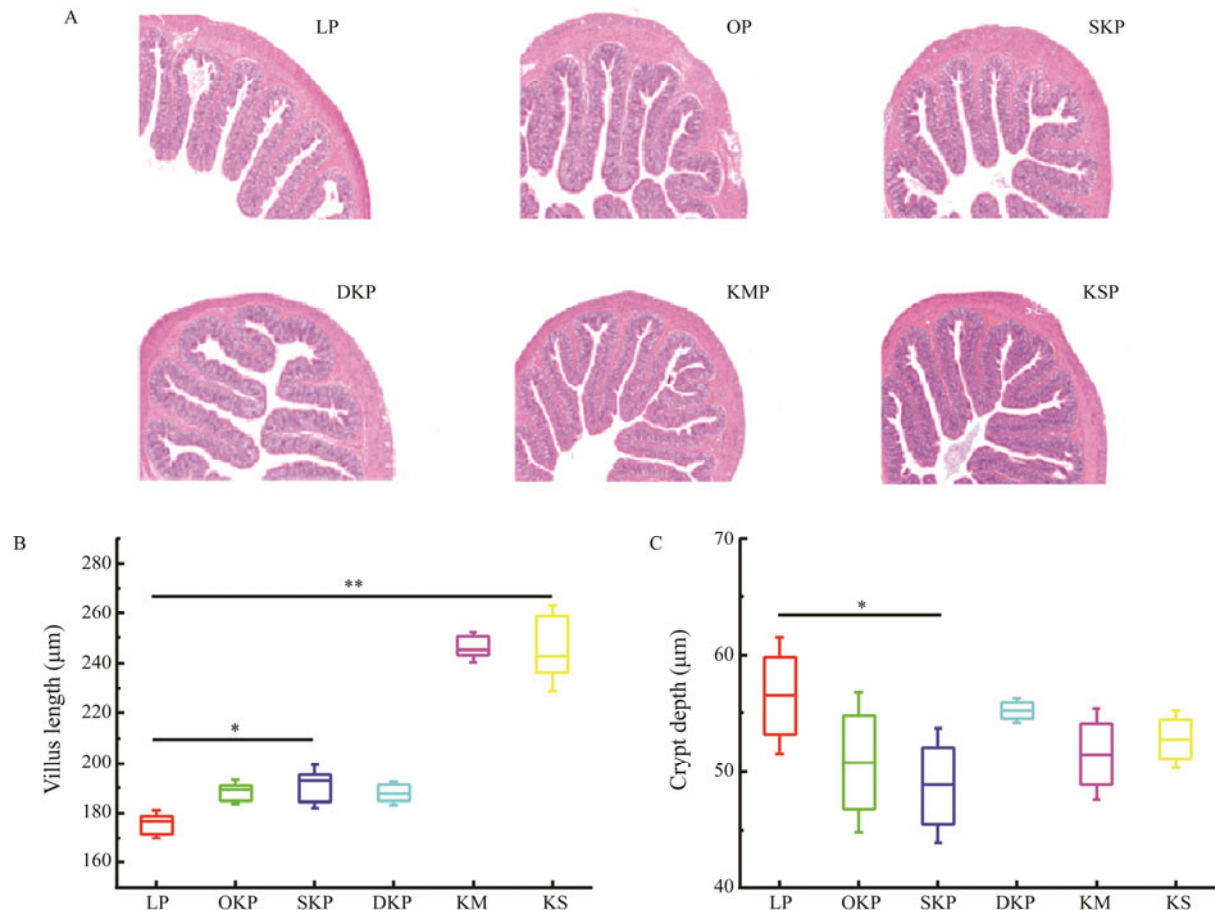 A
LP
OP
SKP
DKP
KMP
KSP
B
280
260
240
220
200
190
180
160
Villus length (μm)
**
*
LP OKP SKP DKP KM KS
C
70
60
50
40
Crypt depth (μm)
*
LP OKP SKP DKP KM KS